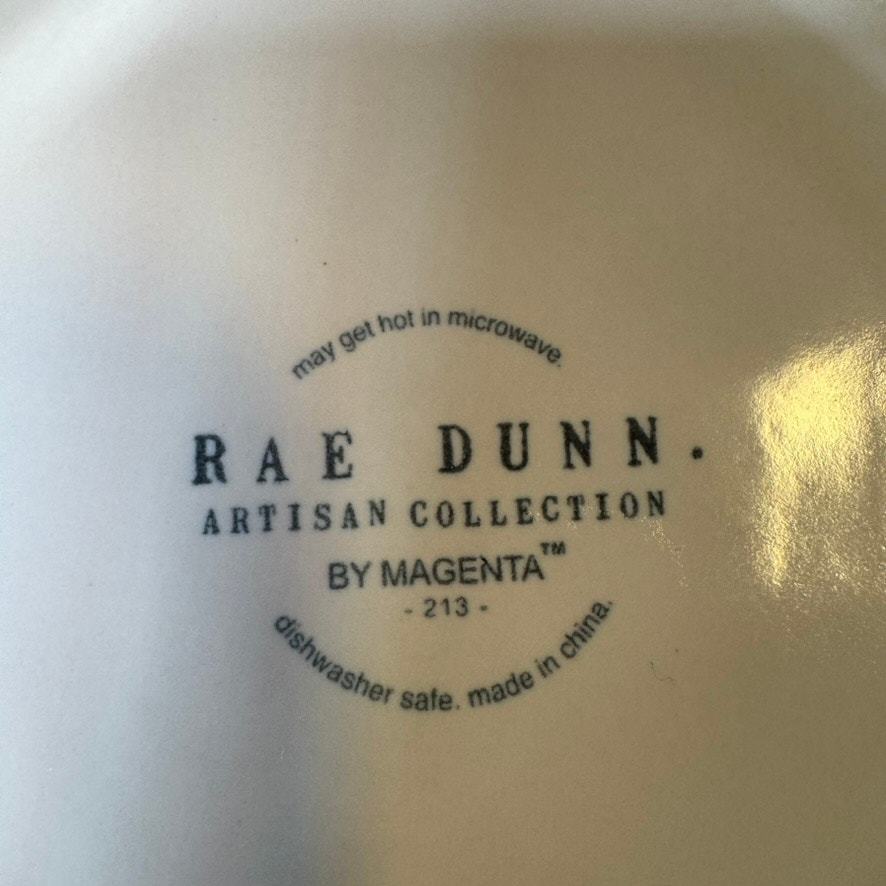 may get hot in microwave.
RAE DUNN.
ARTISAN COLLECTION
BY MAGENTA™
- 213 -
dishwasher safe. made in china.